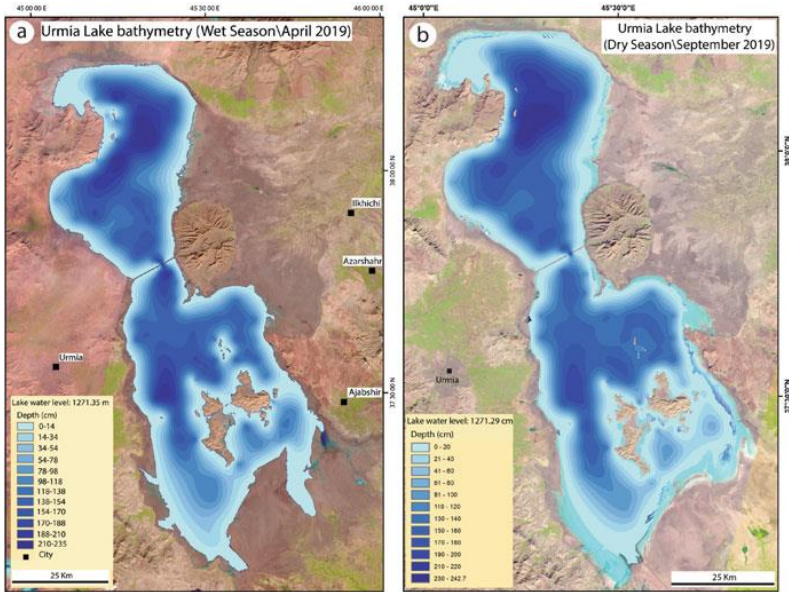 a
Urmia Lake bathymetry (Wet Season\April 2019)
45°00'E
45°30'E
46°00'E
38°00'00 N
37°30'00 N
Ilkhichi
Azarshahr
Urmia
Ajabshir
Lake water level: 1271.35 m
Depth (cm)
0-14
14-34
34-54
54-78
78-98
98-118
118-138
138-154
154-170
170-188
188-210
210-235
City
25 Km
b
Urmia Lake bathymetry
(Dry Season\September 2019)
45°0'0"E
45°30'E
Urmia
Lake water level: 1271.29 cm
Depth (cm)
0 - 20
21 - 40
41 - 60
61 - 80
81 - 100
110 - 120
130 - 140
150 - 160
170 - 180
190 - 200
210 - 220
230 - 242.7
25 Km